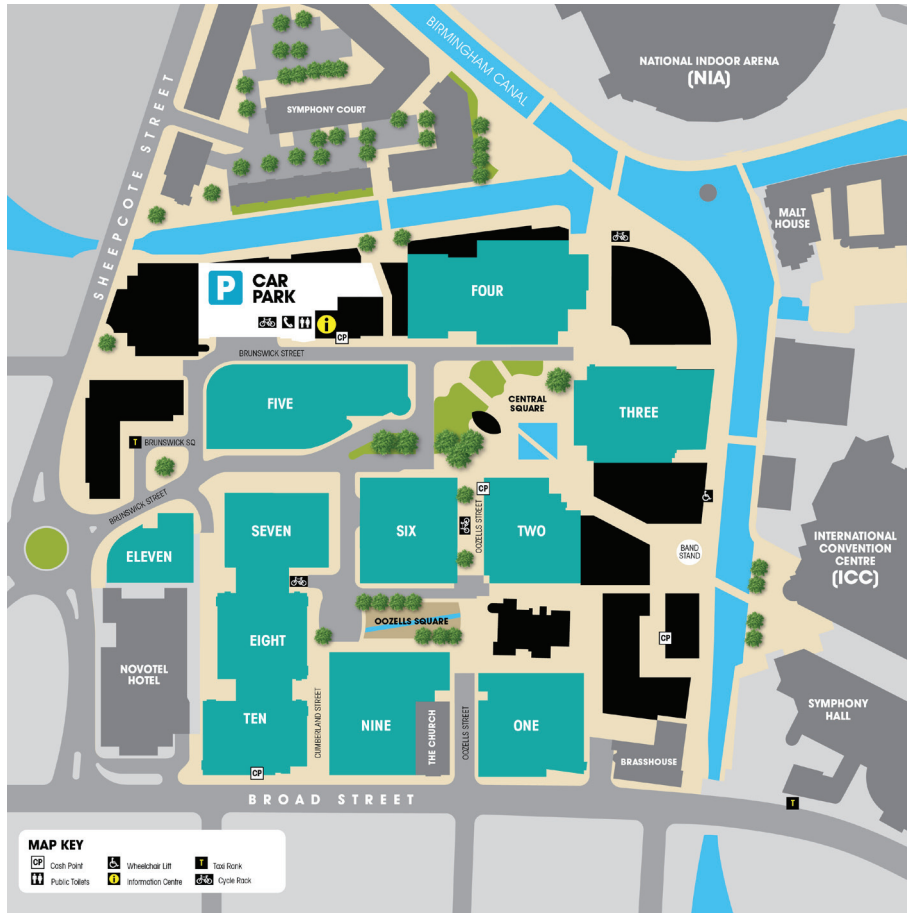 BIRMINGHAM CANAL
NATIONAL INDOOR ARENA
(NIA)
SYMPHONY COURT
SHEEPCOTE STREET
MALT
HOUSE
P
CAR
PARK
i
CP
FOUR
BRUNSWICK STREET
FIVE
CENTRAL
SQUARE
THREE
T
BRUNSWICK SQ
BRUNSWICK STREET
CP
SEVEN
SIX
OOZELLS STREET
TWO
ELEVEN
BAND
STAND
INTERNATIONAL
CONVENTION
CENTRE
(ICC)
OOZELLS SQUARE
EIGHT
CP
NOVOTEL
HOTEL
CUMBERLAND STREET
TEN
NINE
THE CHURCH
OOZELLS STREET
ONE
SYMPHONY
HALL
BRASSHOUSE
CP
BROAD STREET
T
MAP KEY
CP Cash Point
Wheelchair Lift
T Taxi Rank
Public Toilets
i Information Centre
Cycle Rack